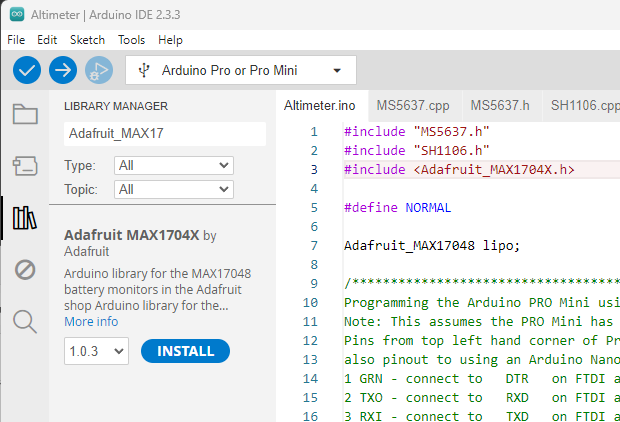 Altimeter | Arduino IDE 2.3.3
File Edit Sketch Tools Help
Arduino Pro or Pro Mini
LIBRARY MANAGER
Adafruit_MAX17
Type: All
Topic: All
Adafruit MAX1704X by
Adafruit
Arduino library for the MAX17048
battery monitors in the Adafruit
shop Arduino library for the...
More info
1.0.3 INSTALL
Altimeter.ino MS5637.cpp MS5637.h SH1106.cpp
1 #include "MS5637.h"
2 #include "SH1106.h"
3 #include <Adafruit_MAX1704X.h>
4
5 #define NORMAL
6
7 Adafruit_MAX17048 lipo;
8
9 /***********************************
10 Programming the Arduino PRO Mini usi
11 Note: This assumes the PRO Mini has
12 Pins from top left hand corner of Pr
13 also pinout to using an Arduino Nano
14 1 GRN - connect to DTR on FTDI a
15 2 TXO - connect to RXD on FTDI a
16 3 RXI - connect to TXD on FTDI a